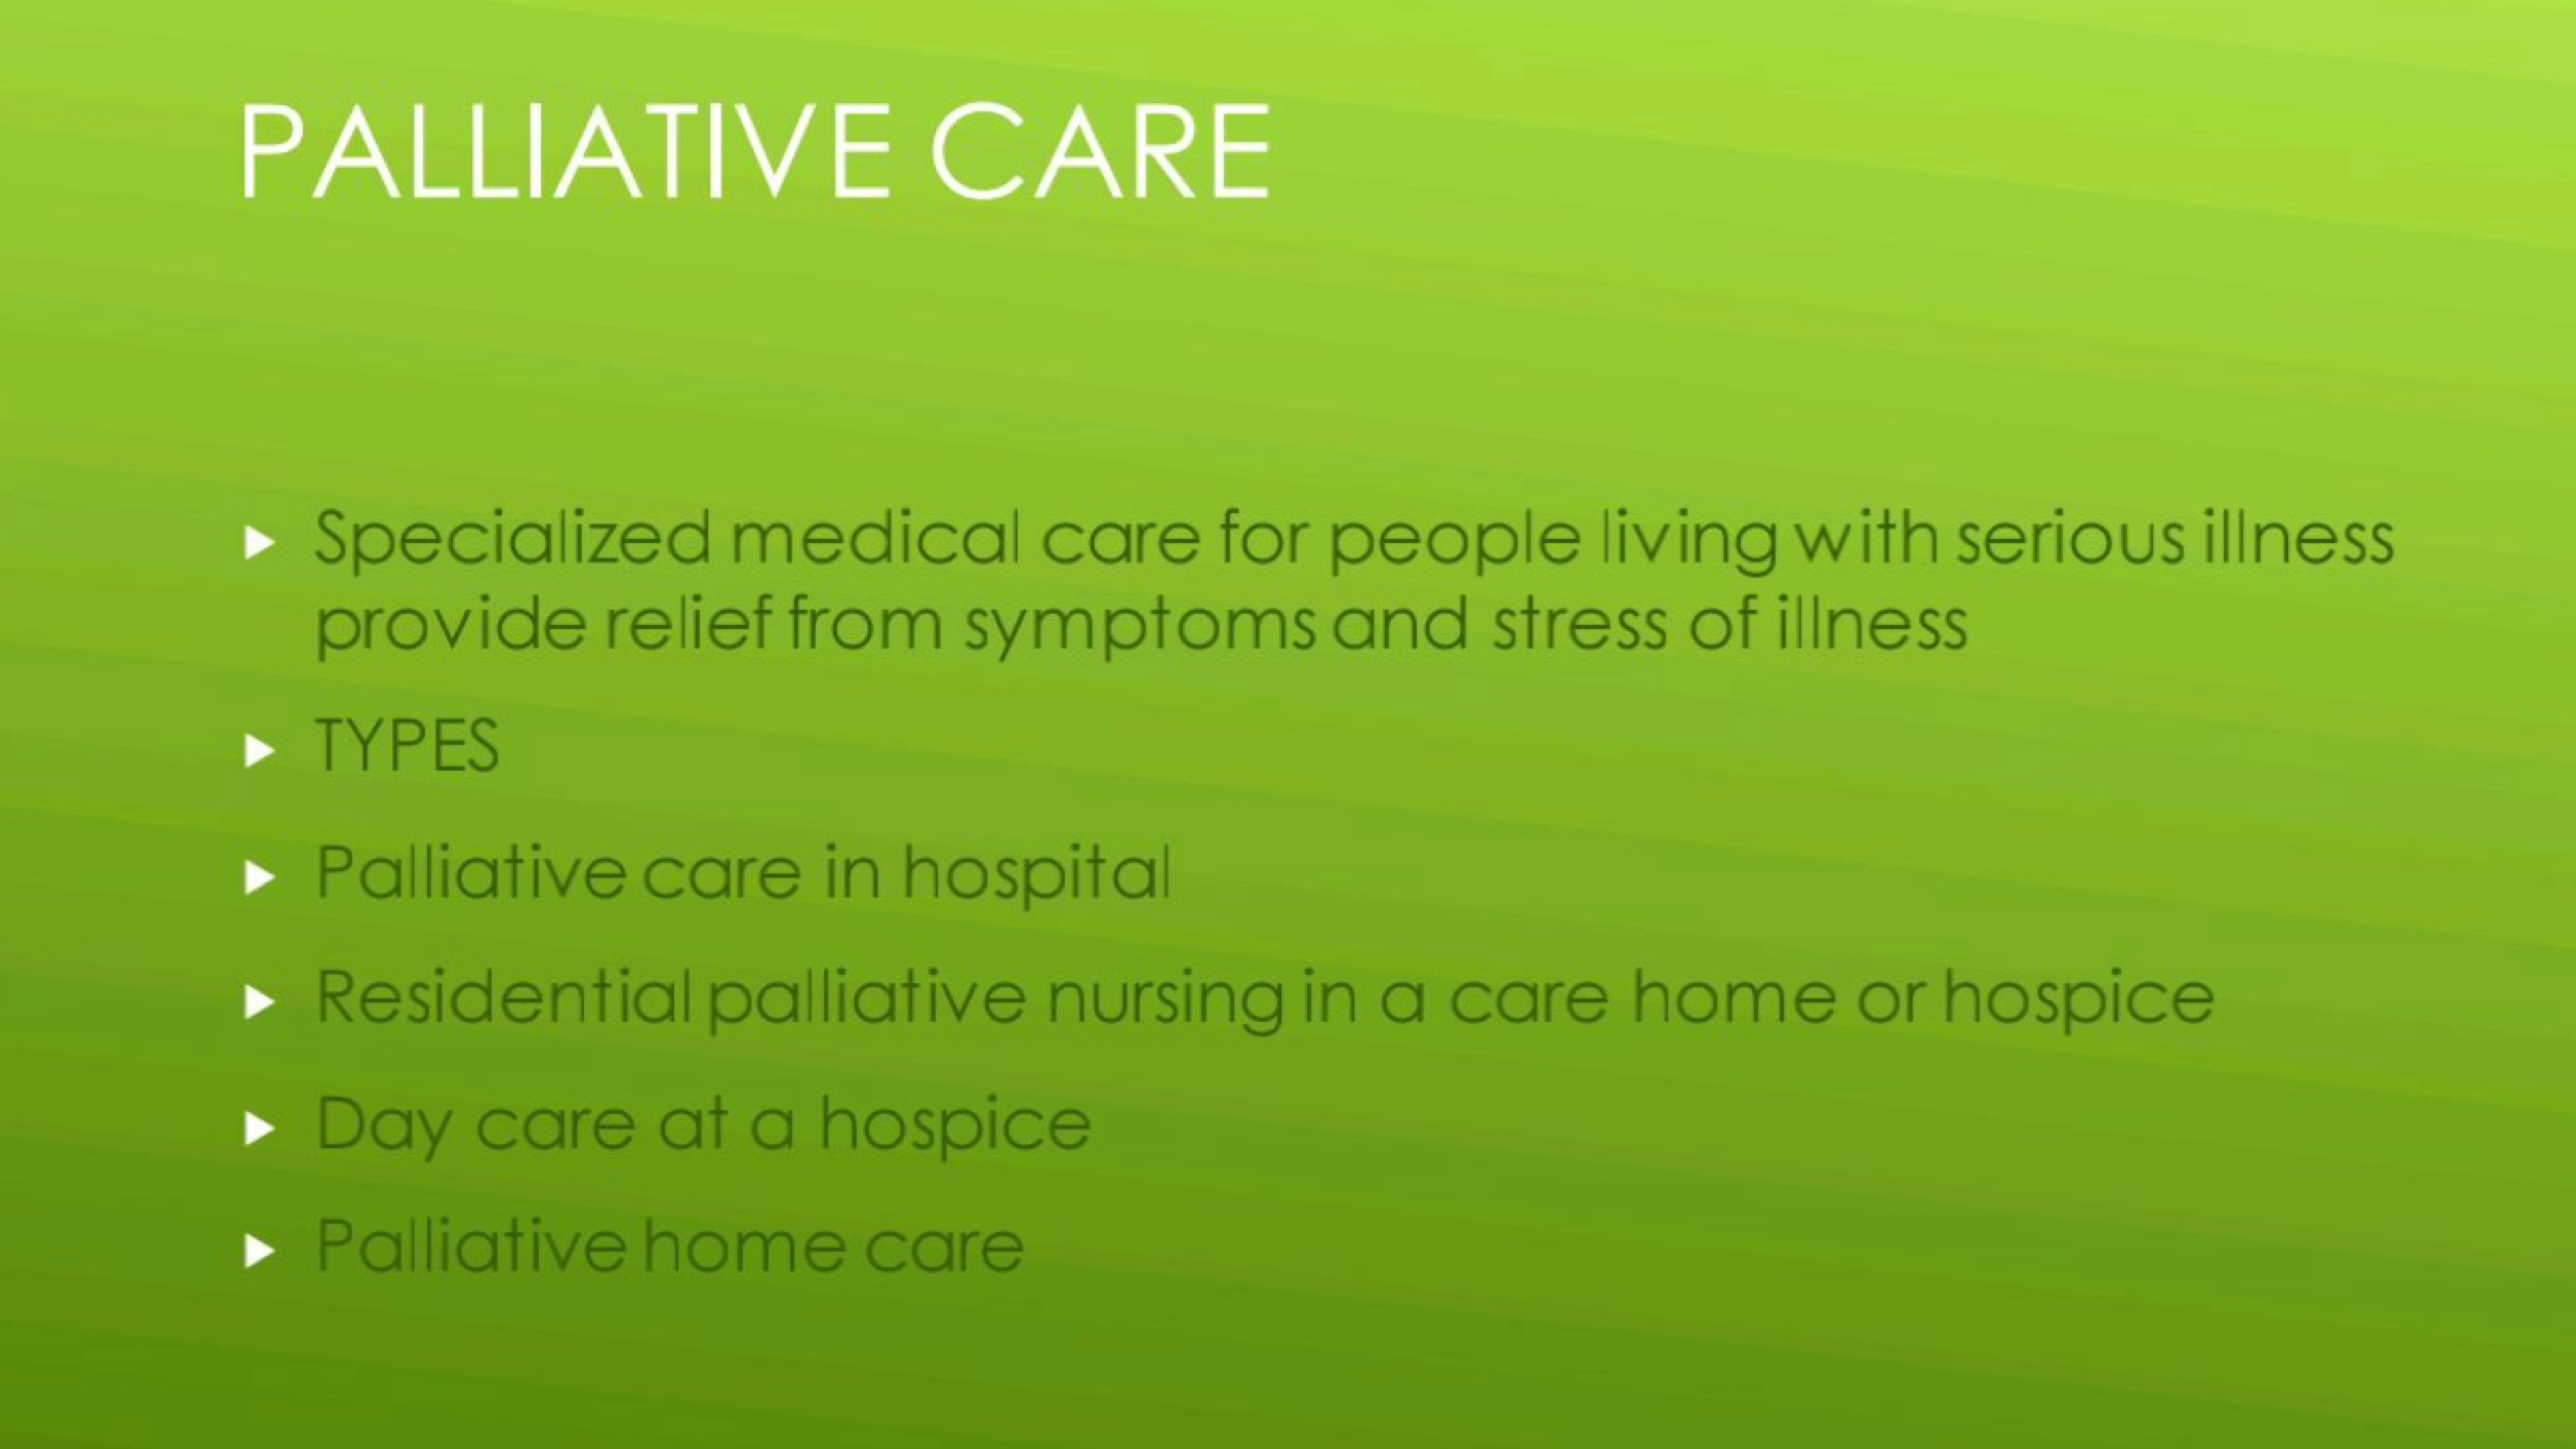 PALLIATIVE CARE
▶ Specialized medical care for people living with serious illness
provide relief from symptoms and stress of illness
▶ TYPES
▶ Palliative care in hospital
▶ Residential palliative nursing in a care home or hospice
▶ Day care at a hospice
▶ Palliative home care